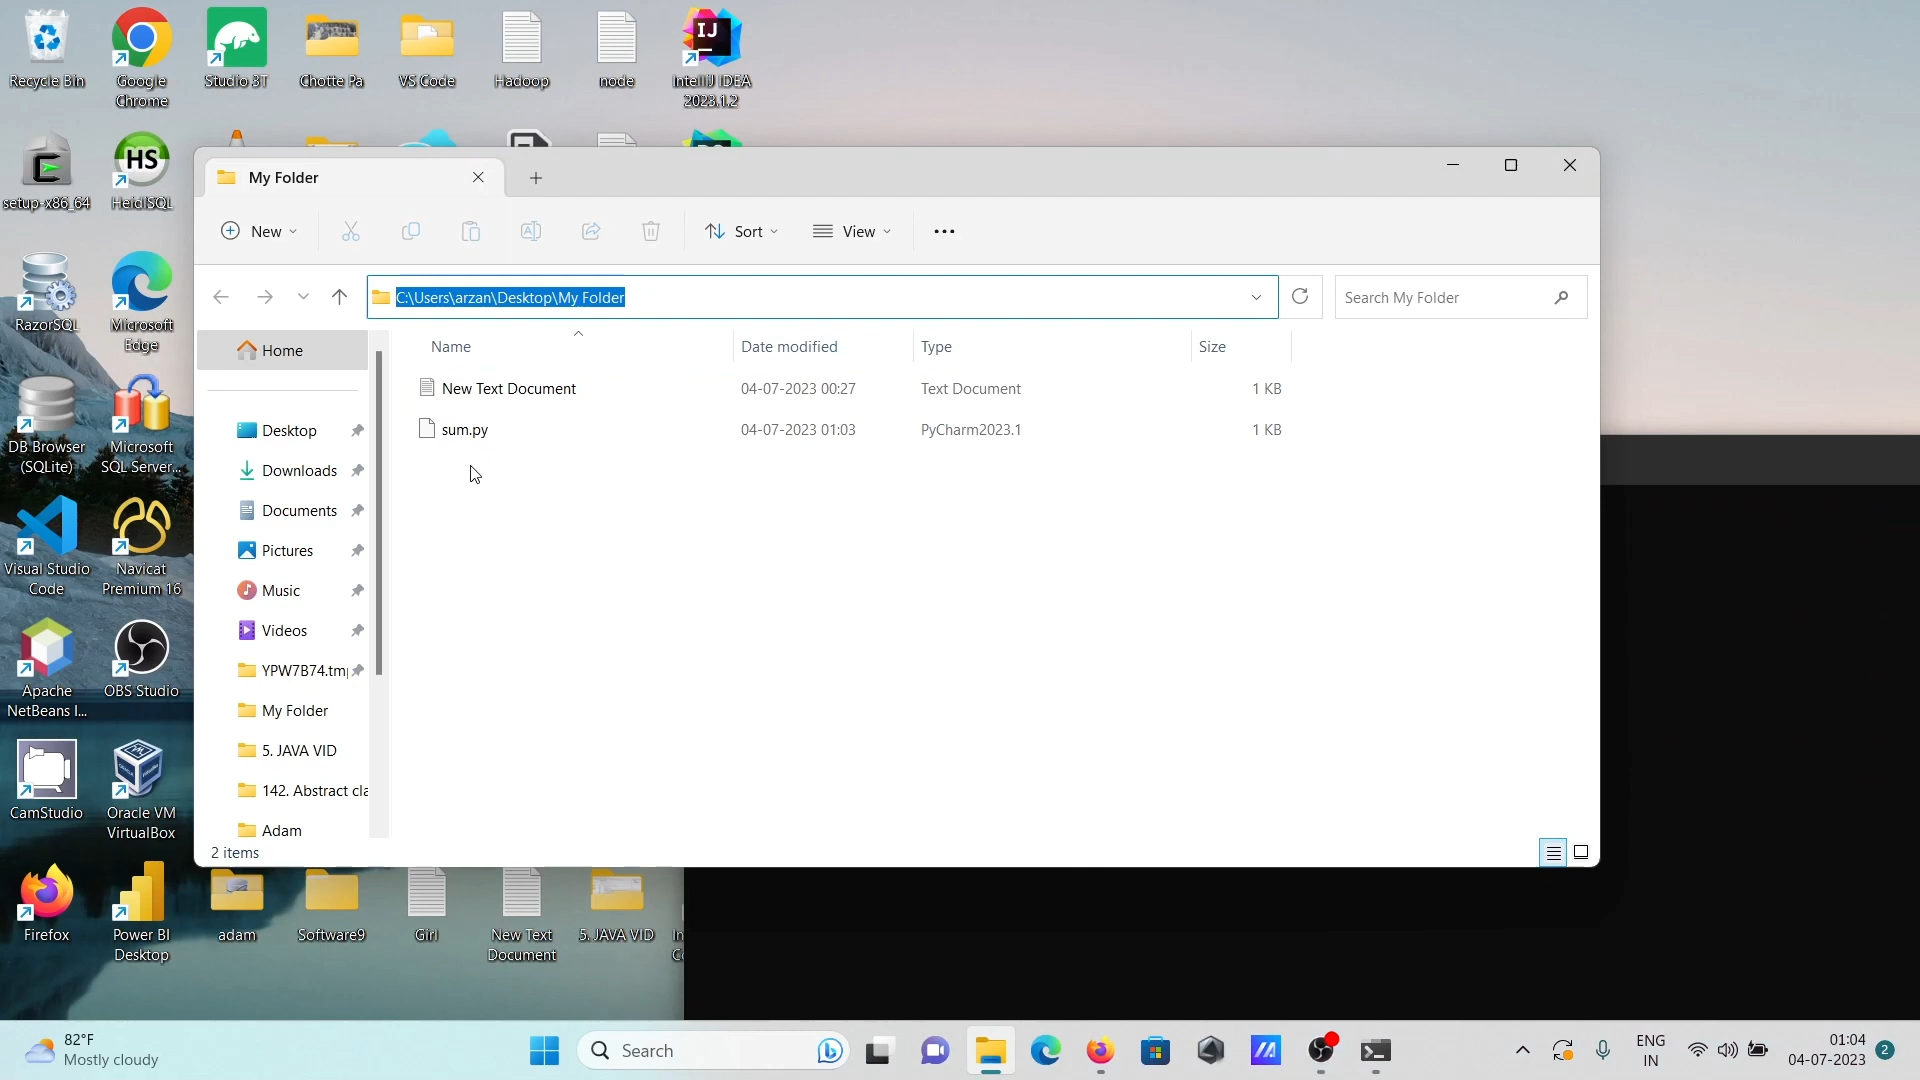 Recycle Bin
Google
Chrome
Studio 3T
Chotte Pa
VS Code
Hadoop
node
IJ
IntelliJ IDEA
2023.1.2
setup-x86_64
HS
HeidiSQL
RazorSQL
Microsoft
Edge
DB Browser
(SQLite)
Microsoft
SQL Server...
Visual Studio
Code
Navicat
Premium 16
Apache
NetBeans I...
OBS Studio
CamStudio
Oracle VM
VirtualBox
Firefox
Power BI
Desktop
adam
Software9
Girl
New Text
Document
5. JAVA VID
My Folder
New
Sort
View
C:\Users\arzan\Desktop\My Folder
Search My Folder
Home
Desktop
Downloads
Documents
Pictures
Music
Videos
YPW7B74.tm
My Folder
5. JAVA VID
142. Abstract cla
Adam
Name Date modified Type Size
New Text Document 04-07-2023 00:27 Text Document 1 KB
sum.py 04-07-2023 01:03 PyCharm2023.1 1 KB
2 items
82°F
Mostly cloudy
Search
ENG
IN
01:04
04-07-2023
2